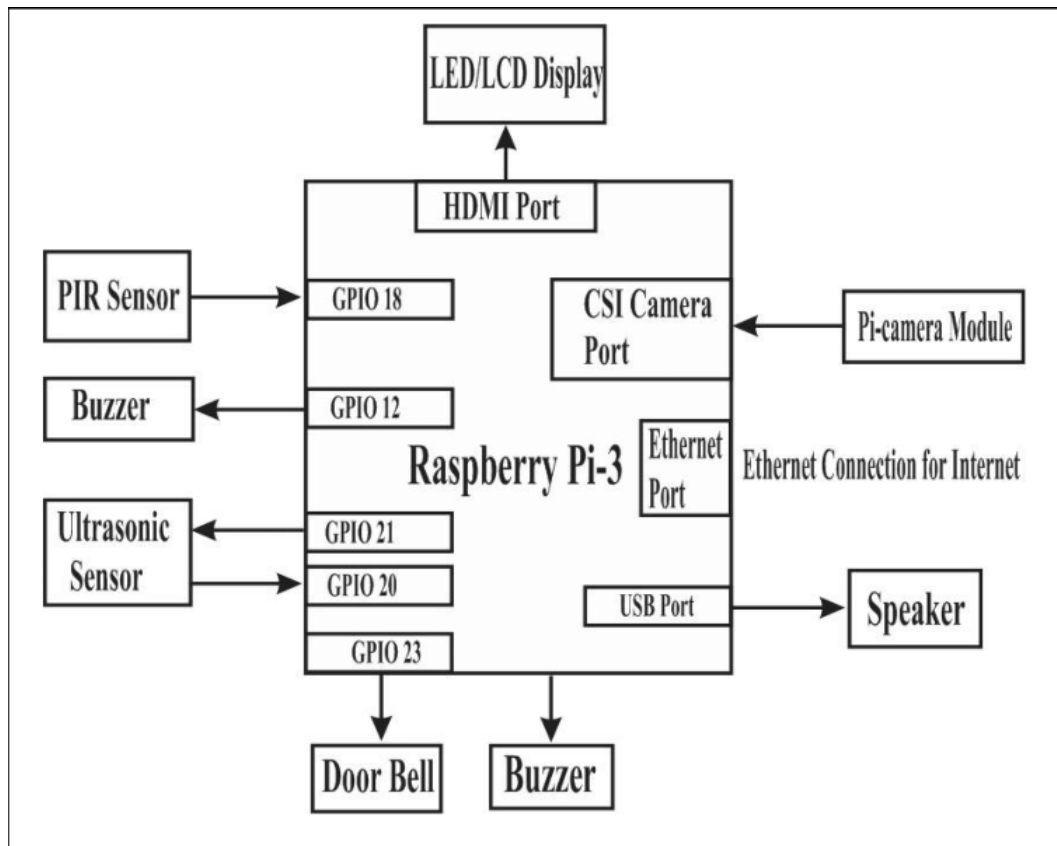 LED/LCD Display
HDMI Port
PIR Sensor
GPIO 18
CSI Camera
Port
Pi-camera Module
Buzzer
GPIO 12
Raspberry Pi-3
Ethernet
Port
Ethernet Connection for Internet
Ultrasonic
Sensor
GPIO 21
GPIO 20
USB Port
Speaker
GPIO 23
Door Bell
Buzzer